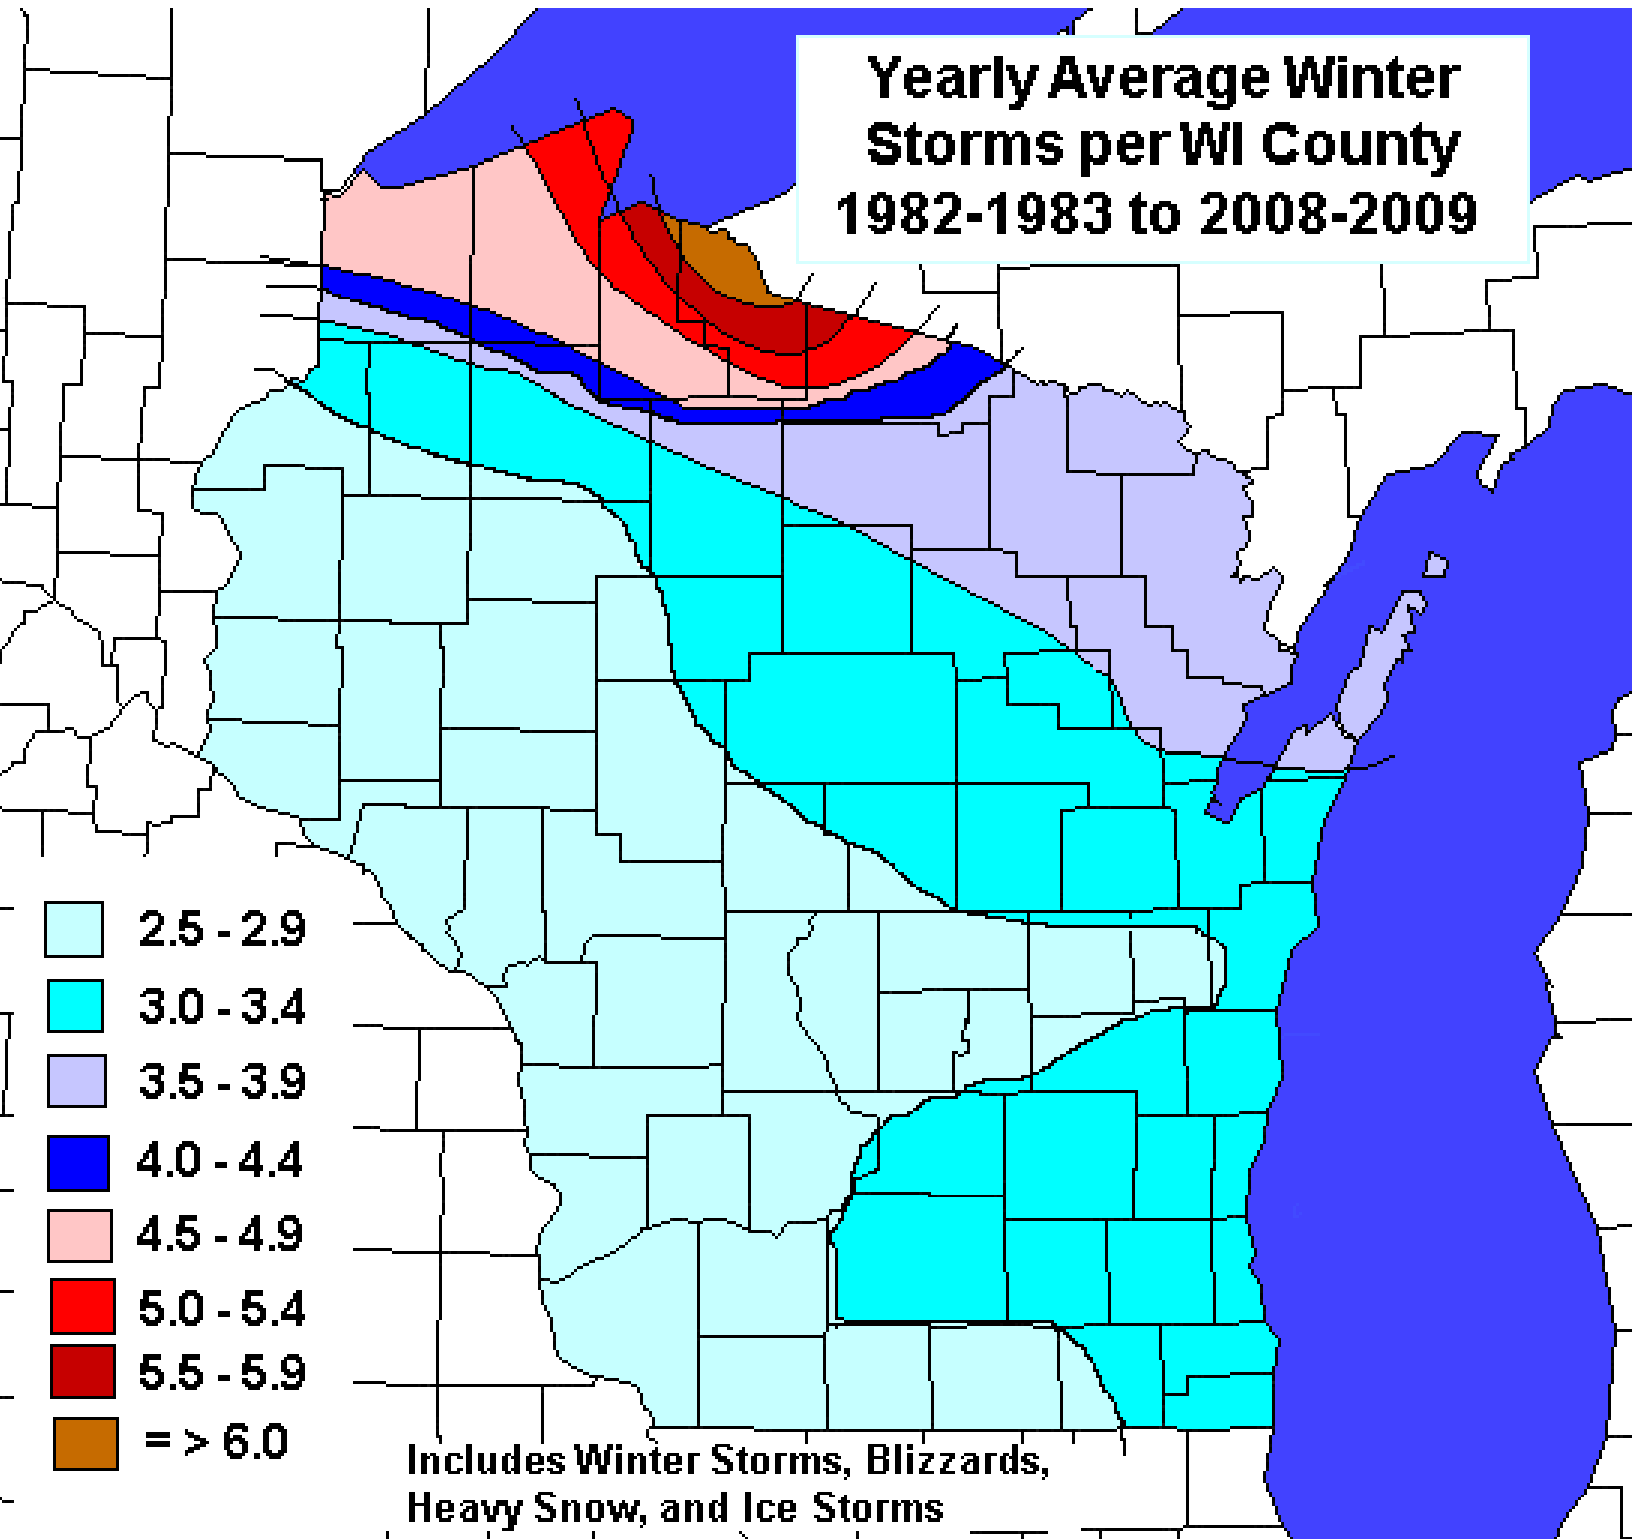 Yearly Average Winter
Storms per WI County
1982-1983 to 2008-2009
2.5 - 2.9
3.0 - 3.4
3.5 - 3.9
4.0 - 4.4
4.5 - 4.9
5.0 - 5.4
5.5 - 5.9
= > 6.0
Includes Winter Storms, Blizzards,
Heavy Snow, and Ice Storms